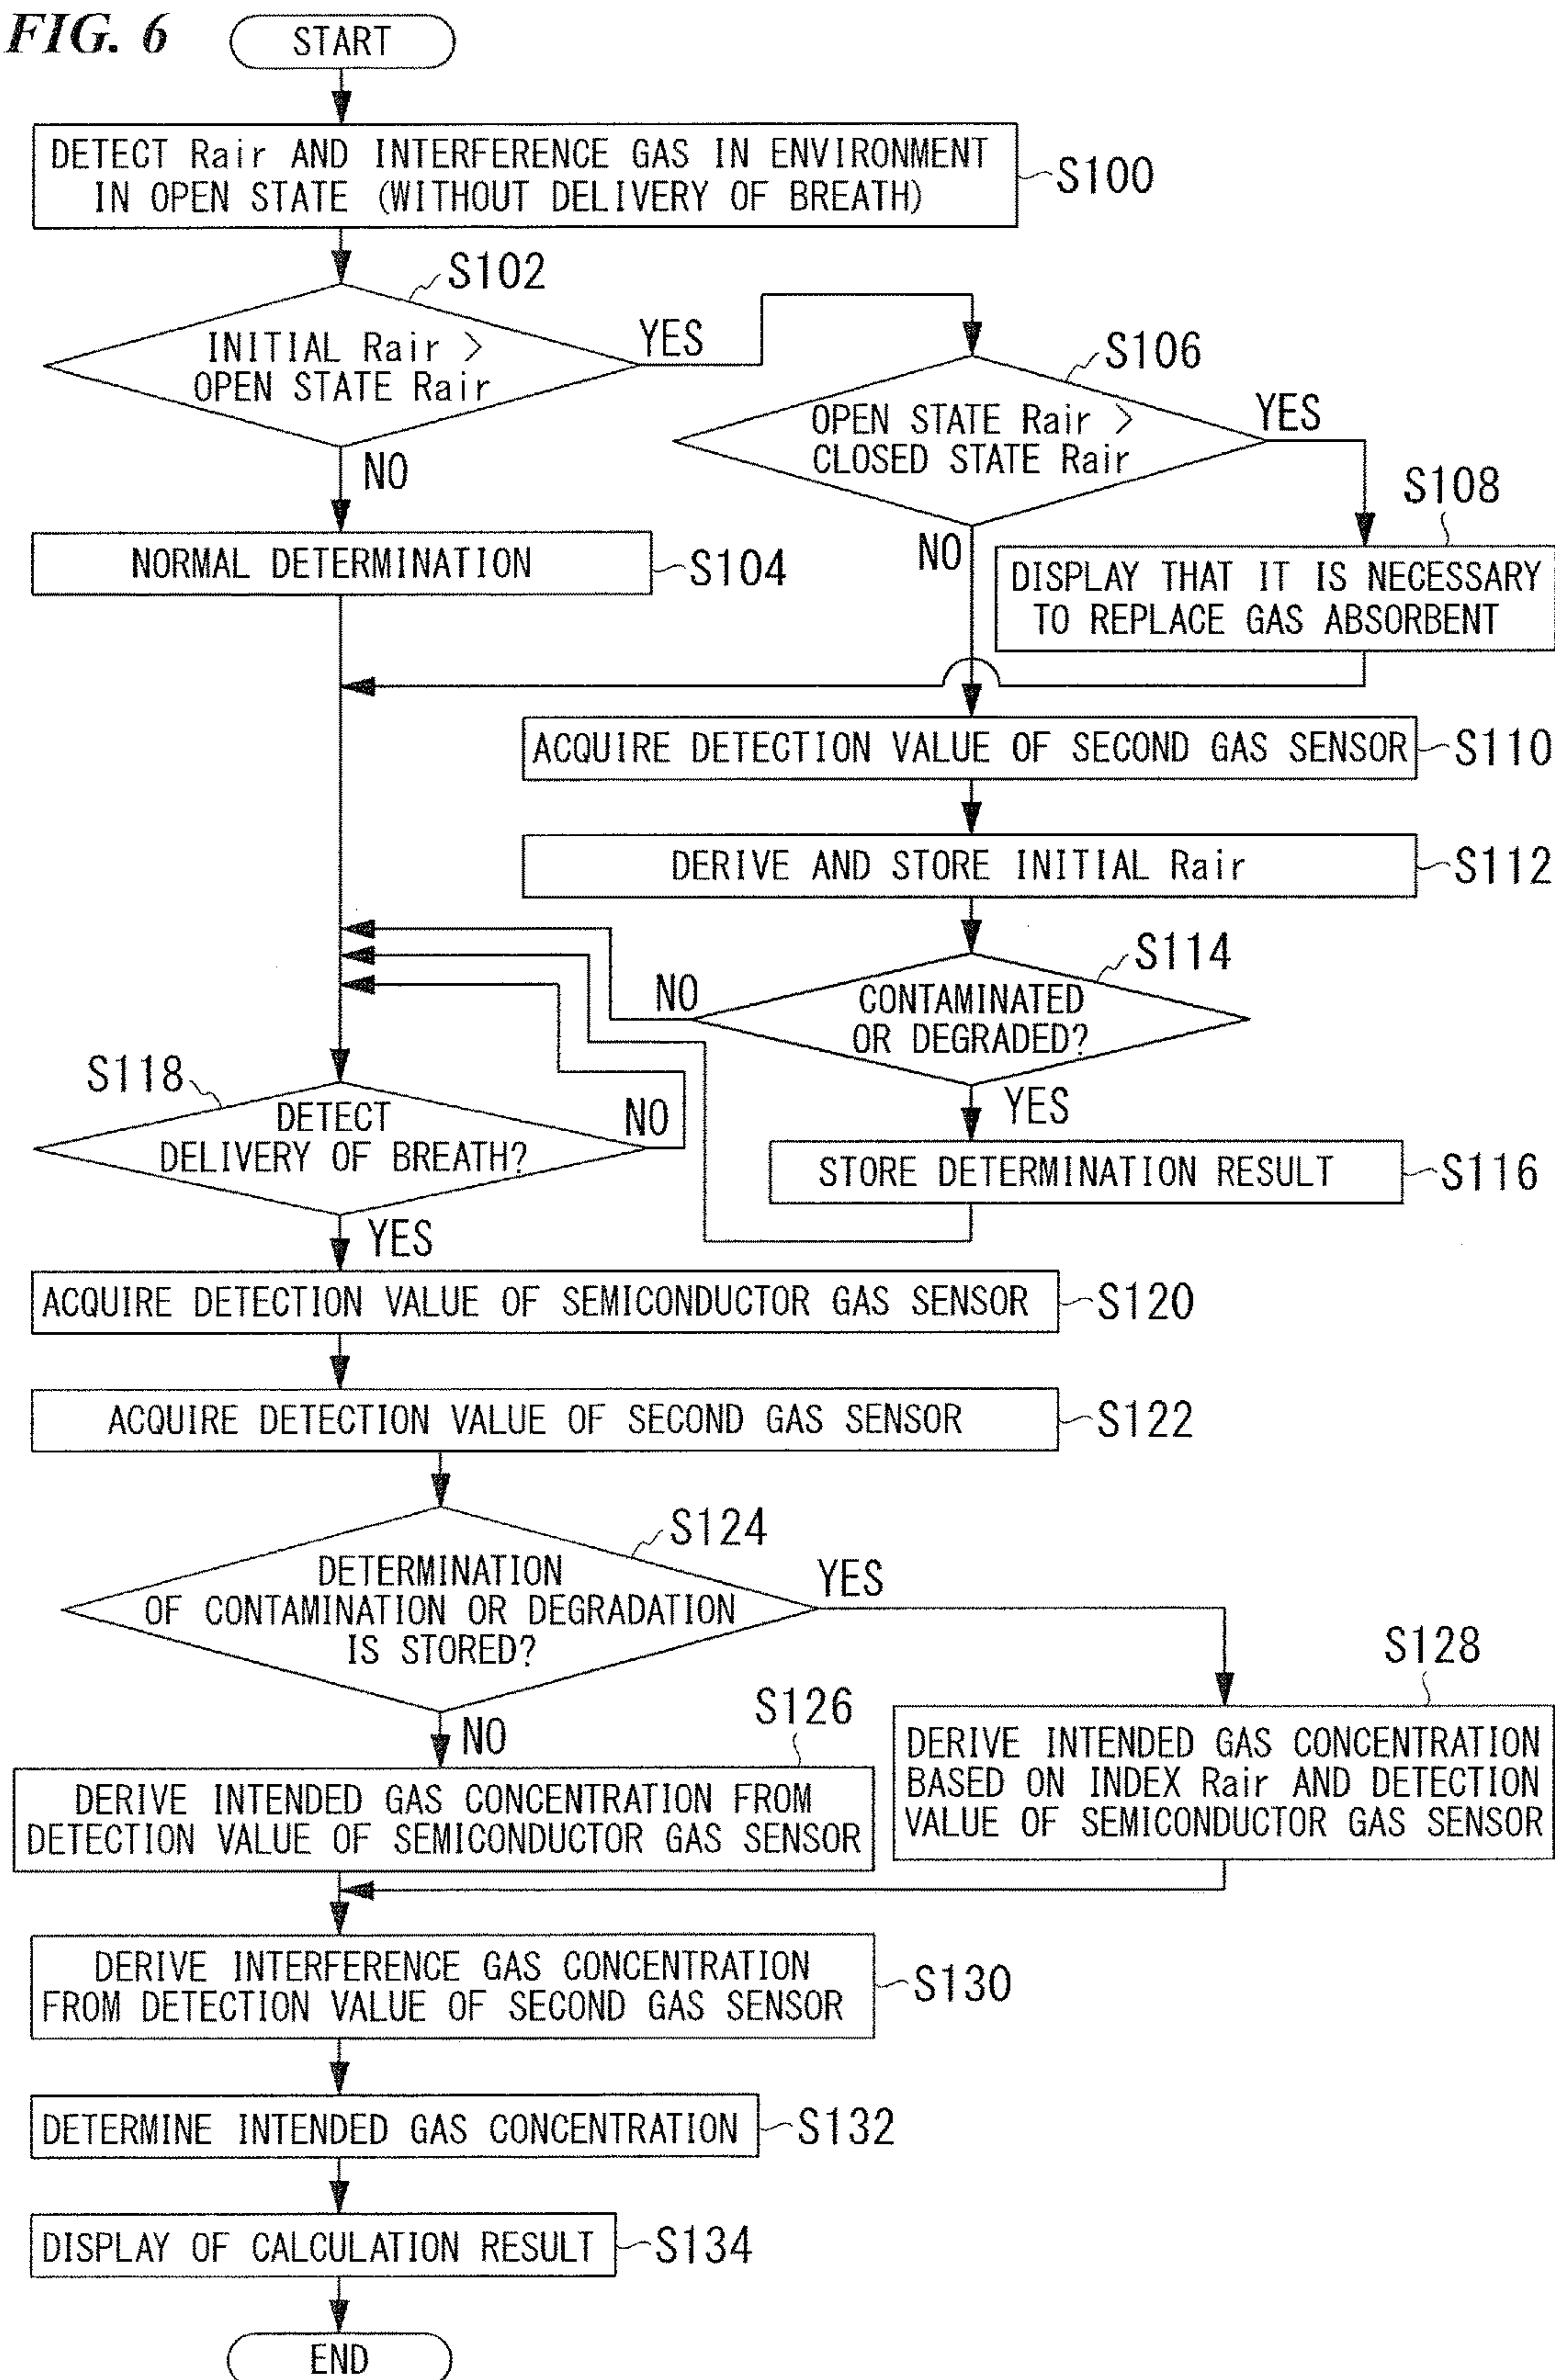 FIG. 6
START
DETECT Rair AND INTERFERENCE GAS IN ENVIRONMENT
IN OPEN STATE (WITHOUT DELIVERY OF BREATH)
S100
S102
INITIAL Rair >
OPEN STATE Rair
YES
NO
S106
OPEN STATE Rair >
CLOSED STATE Rair
YES
NO
S108
DISPLAY THAT IT IS NECESSARY
TO REPLACE GAS ABSORBENT
NORMAL DETERMINATION
S104
ACQUIRE DETECTION VALUE OF SECOND GAS SENSOR
S110
DERIVE AND STORE INITIAL Rair
S112
S114
CONTAMINATED
OR DEGRADED?
NO
YES
STORE DETERMINATION RESULT
S116
S118
DETECT
DELIVERY OF BREATH?
NO
YES
ACQUIRE DETECTION VALUE OF SEMICONDUCTOR GAS SENSOR
S120
ACQUIRE DETECTION VALUE OF SECOND GAS SENSOR
S122
S124
DETERMINATION
OF CONTAMINATION OR DEGRADATION
IS STORED?
YES
NO
S126
DERIVE INTENDED GAS CONCENTRATION FROM
DETECTION VALUE OF SEMICONDUCTOR GAS SENSOR
S128
DERIVE INTENDED GAS CONCENTRATION
BASED ON INDEX Rair AND DETECTION
VALUE OF SEMICONDUCTOR GAS SENSOR
DERIVE INTERFERENCE GAS CONCENTRATION
FROM DETECTION VALUE OF SECOND GAS SENSOR
S130
DETERMINE INTENDED GAS CONCENTRATION
S132
DISPLAY OF CALCULATION RESULT
S134
END